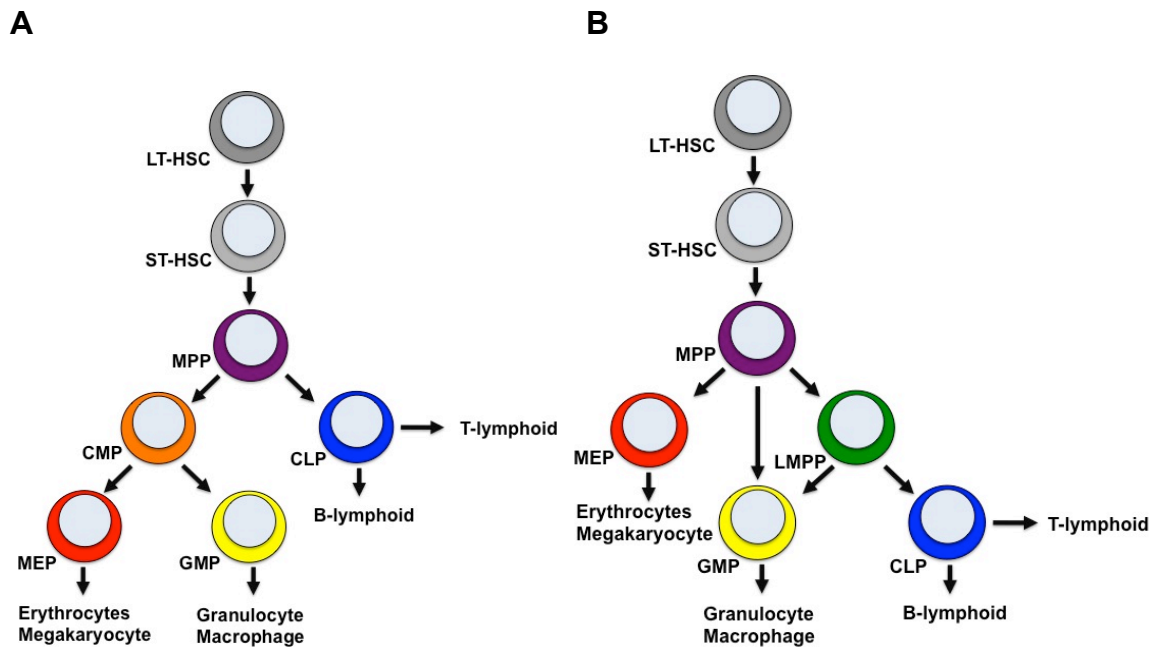 A
LT-HSC
ST-HSC
MPP
CMP
CLP
T-lymphoid
B-lymphoid
MEP
GMP
Erythrocytes
Megakaryocyte
Granulocyte
Macrophage
B
LT-HSC
ST-HSC
MPP
MEP
LMPP
Erythrocytes
Megakaryocyte
T-lymphoid
GMP
CLP
Granulocyte
Macrophage
B-lymphoid